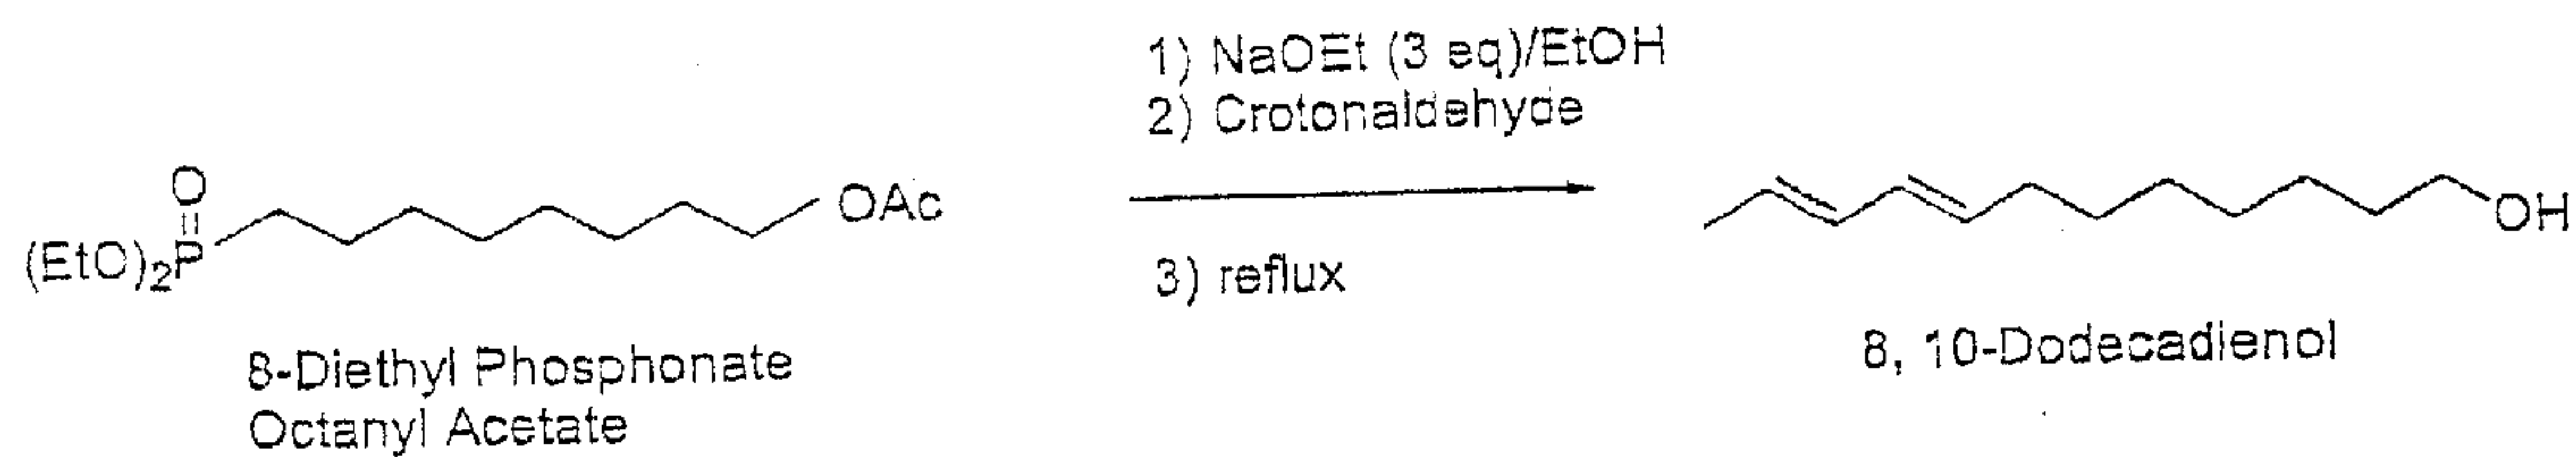 1) NaOEt (3 eq)/EtOH
2) Crotonaldehyde
3) reflux
O
(EtO)₂P
OAc
OH
8-Diethyl Phosphonate
Octanyl Acetate
8, 10-Dodecadienol